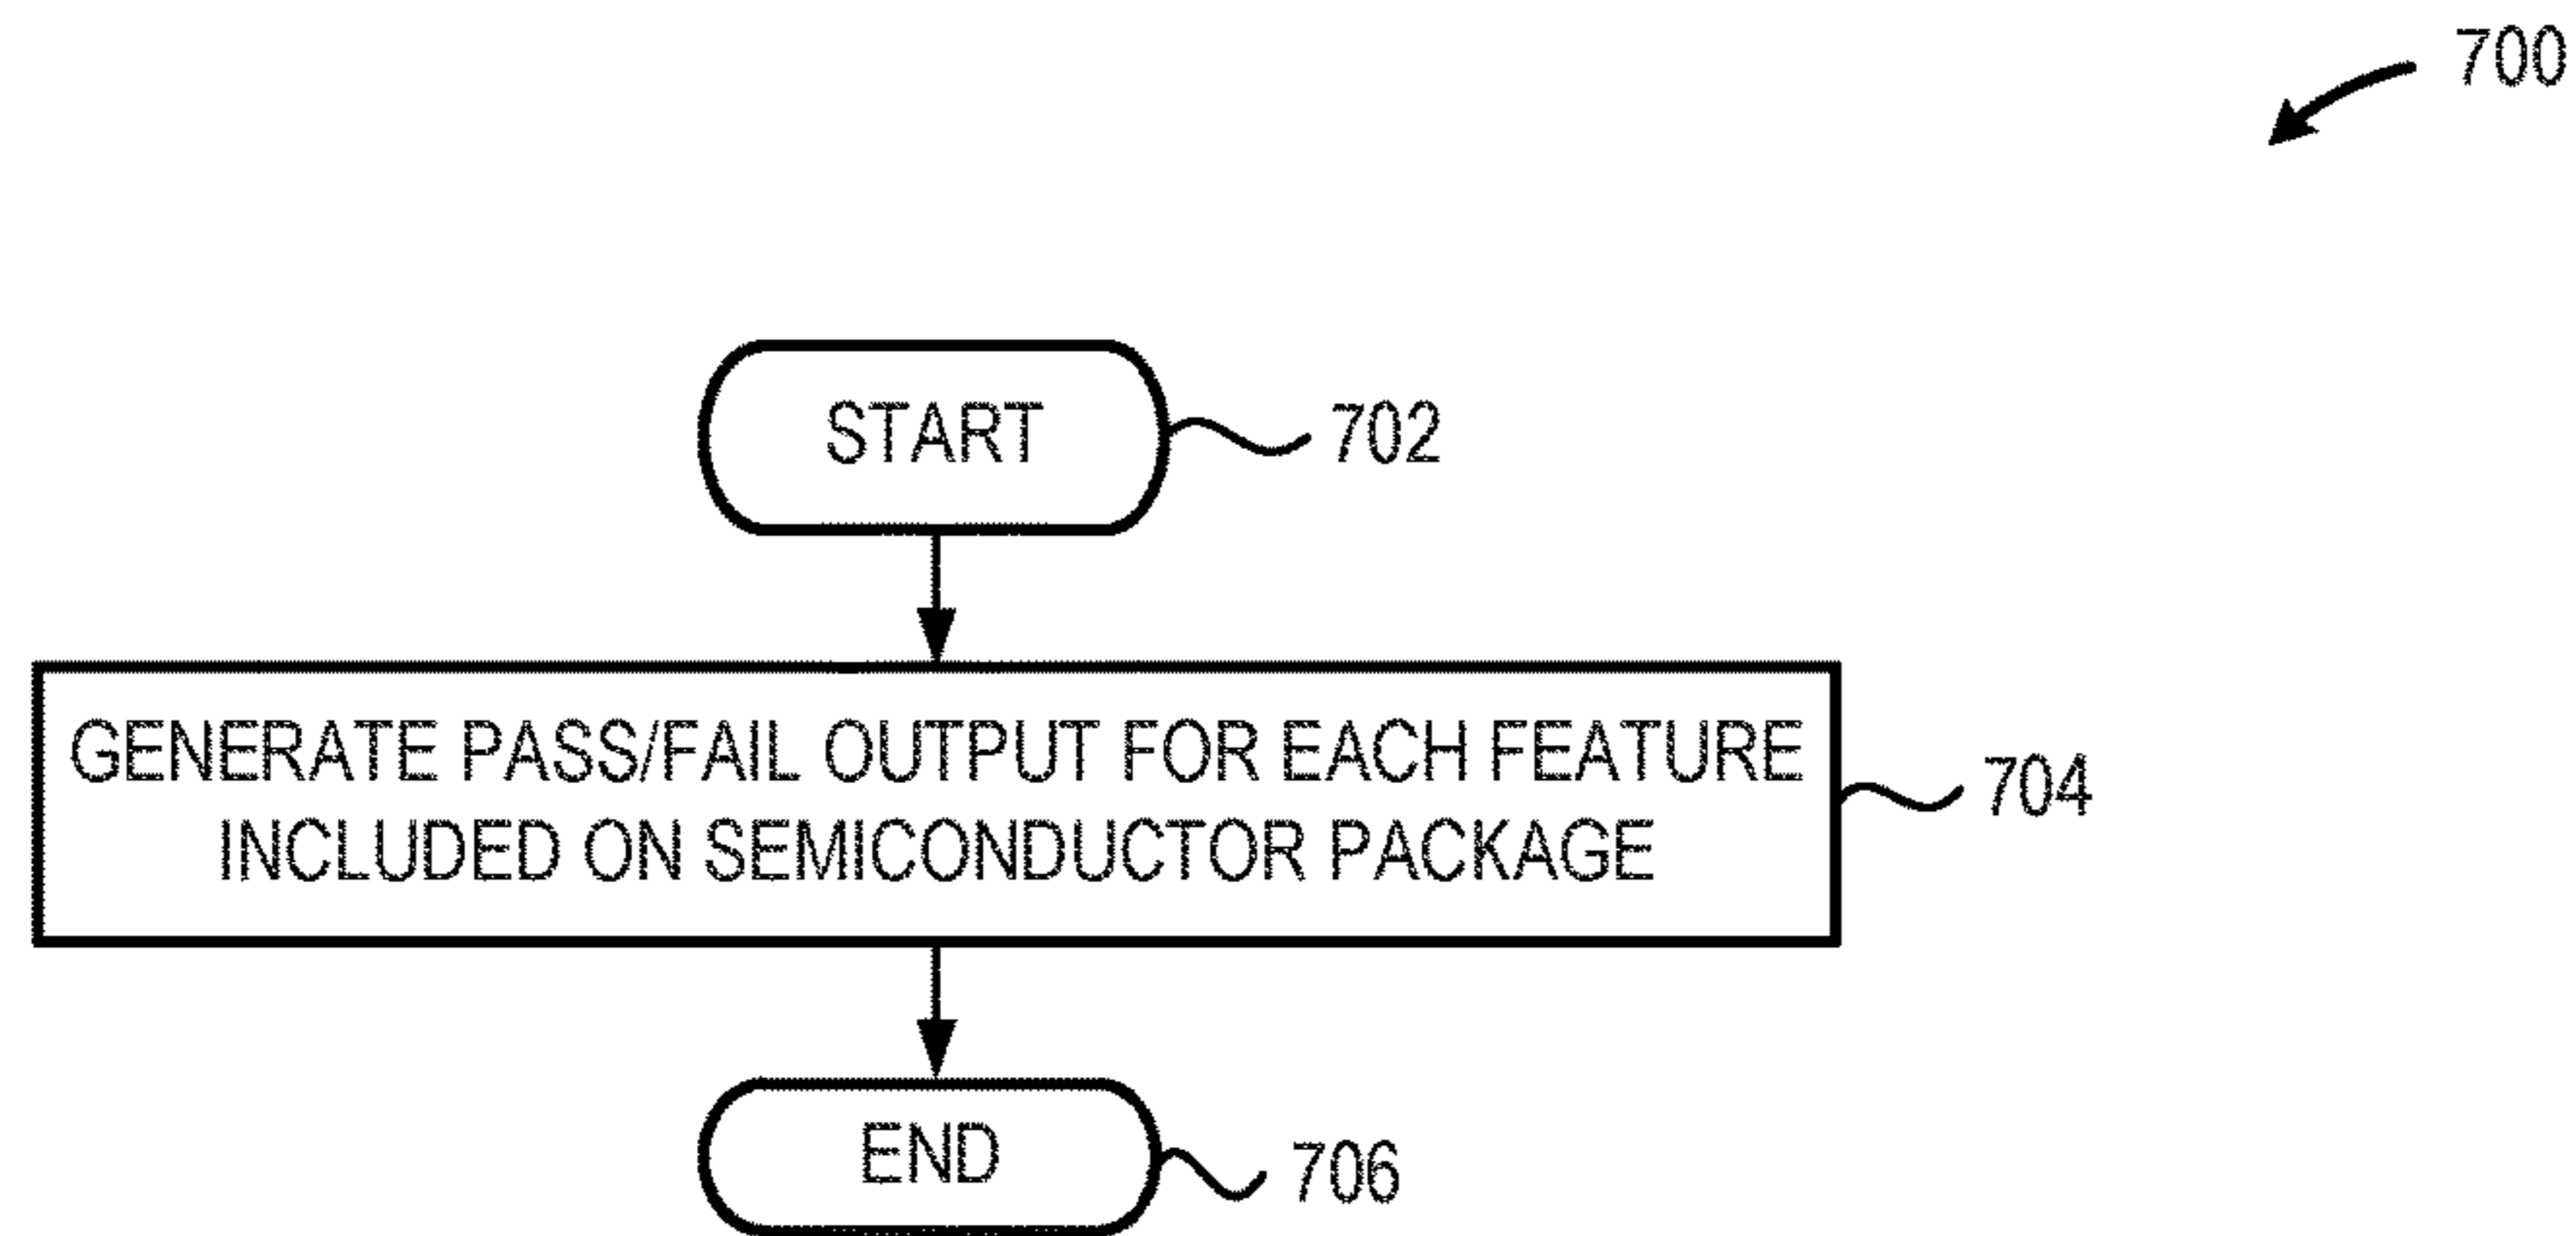 700
START
702
GENERATE PASS/FAIL OUTPUT FOR EACH FEATURE
INCLUDED ON SEMICONDUCTOR PACKAGE
704
END
706